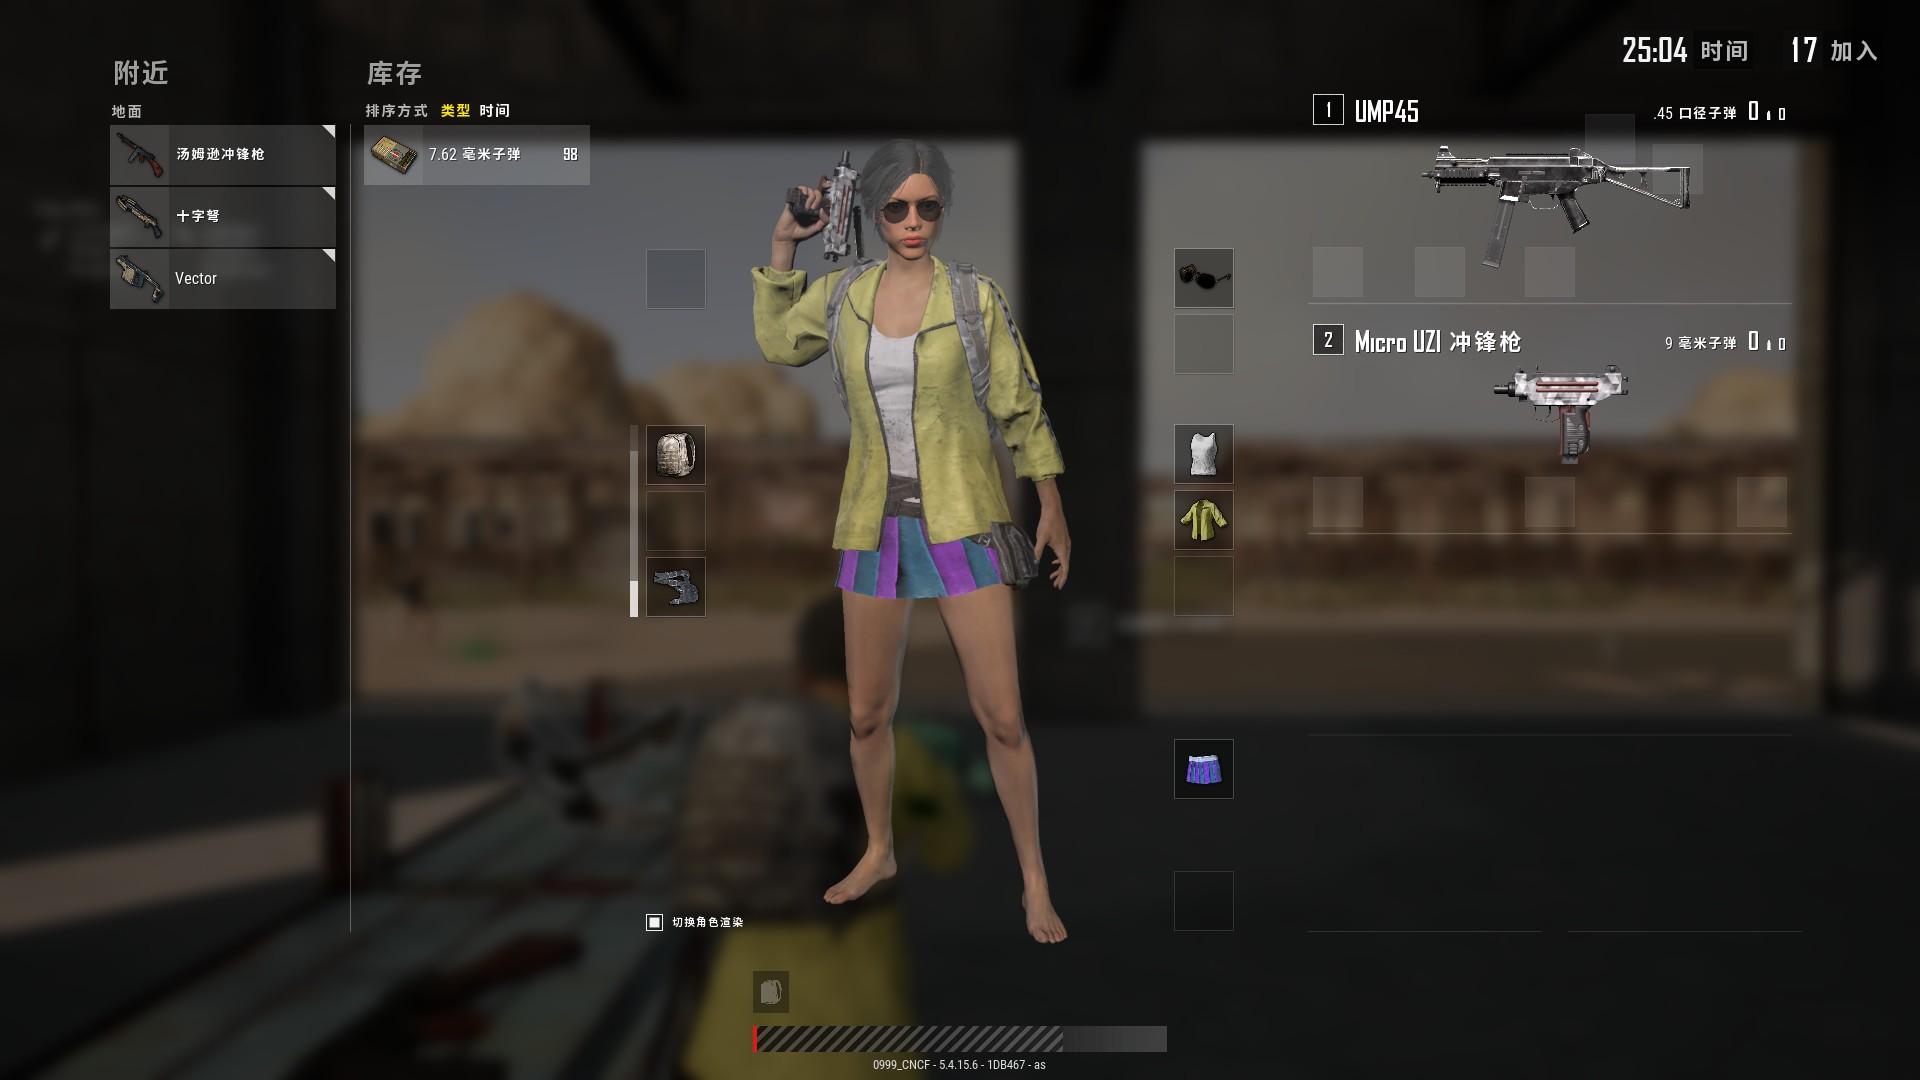 25:04 时间 17 加入
附近
地面
汤姆逊冲锋枪
十字弩
Vector
库存
排序方式 类型 时间
7.62 毫米子弹 98
1 UMP45 .45 口径子弹 0 0
2 Micro UZI 冲锋枪 9 毫米子弹 0 0
切换角色渲染
0999_CNCF - 5.4.15.6 - 1DB467 - as